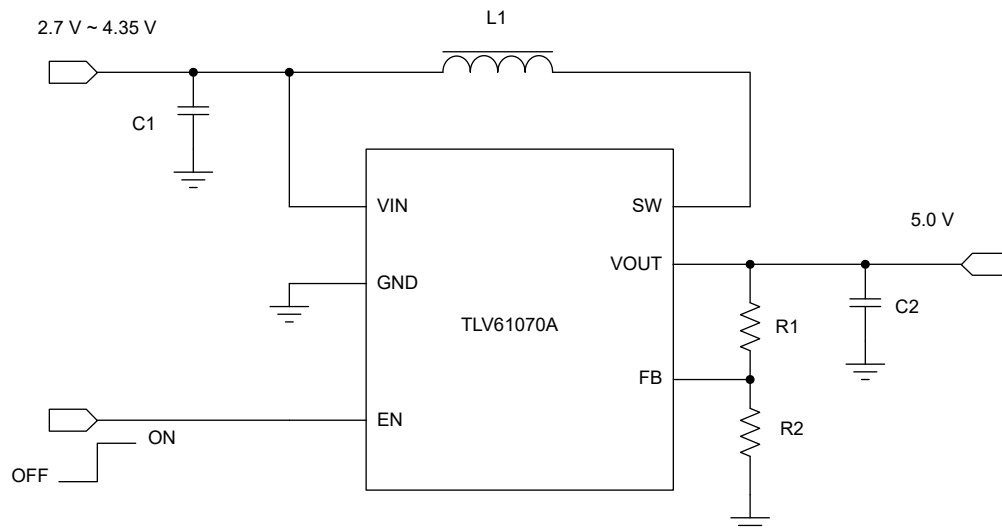 2.7 V ~ 4.35 V
L1
C1
VIN
SW
5.0 V
VOUT
GND
C2
R1
TLV61070A
FB
EN
R2
ON
OFF